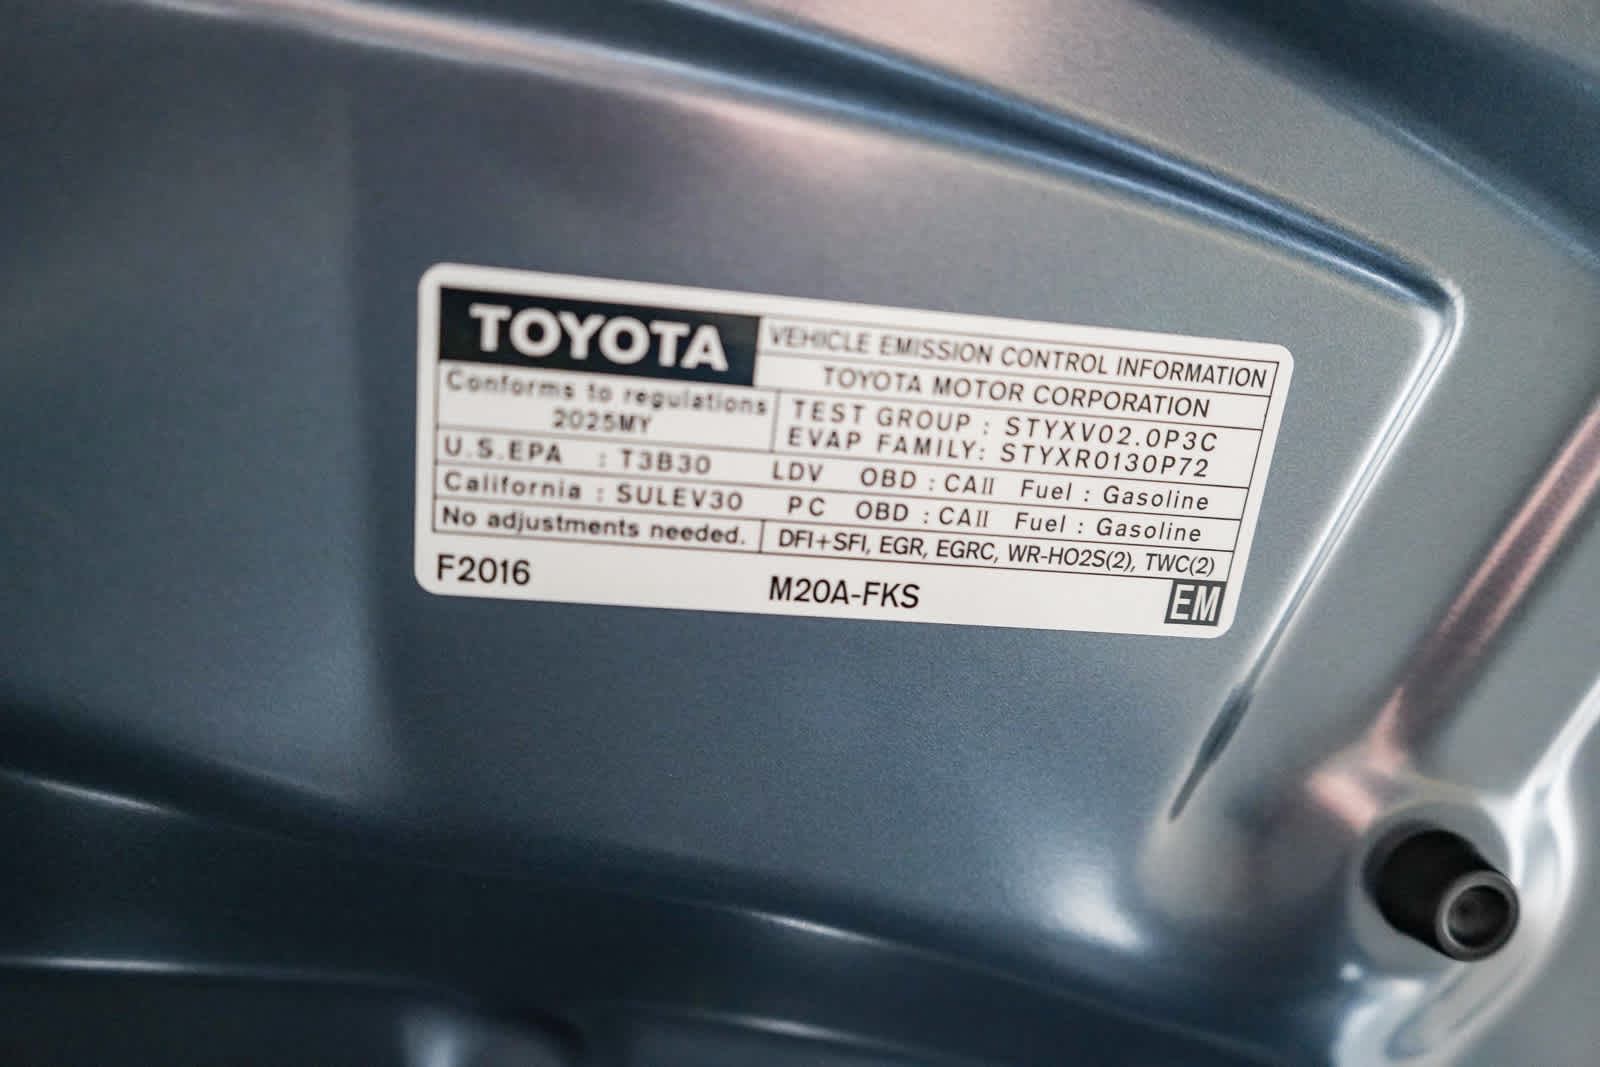 TOYOTA
VEHICLE EMISSION CONTROL INFORMATION
TOYOTA MOTOR CORPORATION
Conforms to regulations
2025MY
TEST GROUP : STYXV02.0P3C
EVAP FAMILY: STYXR0130P72
U.S.EPA : T3B30 LDV OBD : CAII Fuel : Gasoline
California : SULEV30 PC OBD : CAII Fuel : Gasoline
No adjustments needed. DFI+SFI, EGR, EGRC, WR-HO2S(2), TWC(2)
F2016 M20A-FKS EM